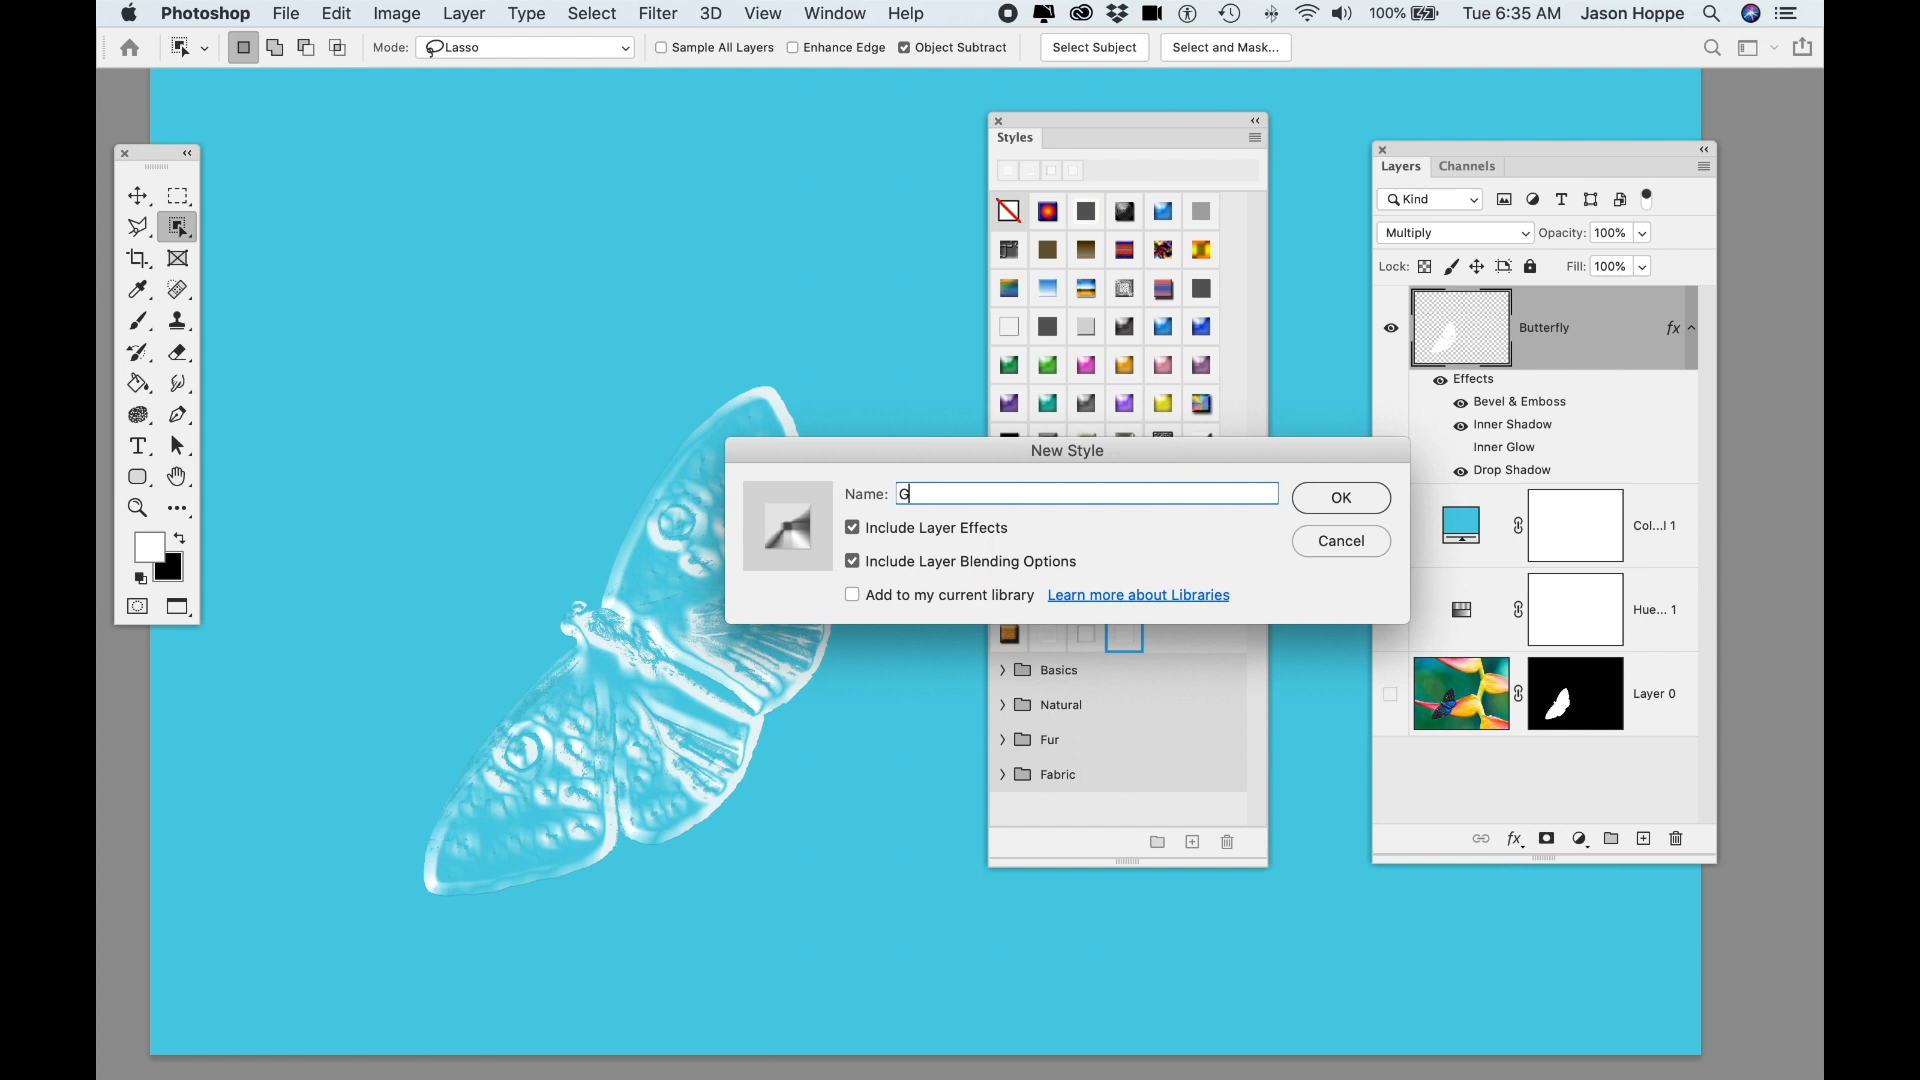 Photoshop File Edit Image Layer Type Select Filter 3D View Window Help 100% Tue 6:35 AM Jason Hoppe
Mode: Lasso Sample All Layers Enhance Edge Object Subtract Select Subject Select and Mask...
Styles
Layers Channels
Kind
Multiply Opacity: 100%
Lock: Fill: 100%
Butterfly fx
Effects
Bevel & Emboss
Inner Shadow
Inner Glow
Drop Shadow
New Style
Name: G
OK
Include Layer Effects
Cancel
Include Layer Blending Options
Add to my current library Learn more about Libraries
Col...l 1
Hue... 1
Layer 0
Basics
Natural
Fur
Fabric
fx